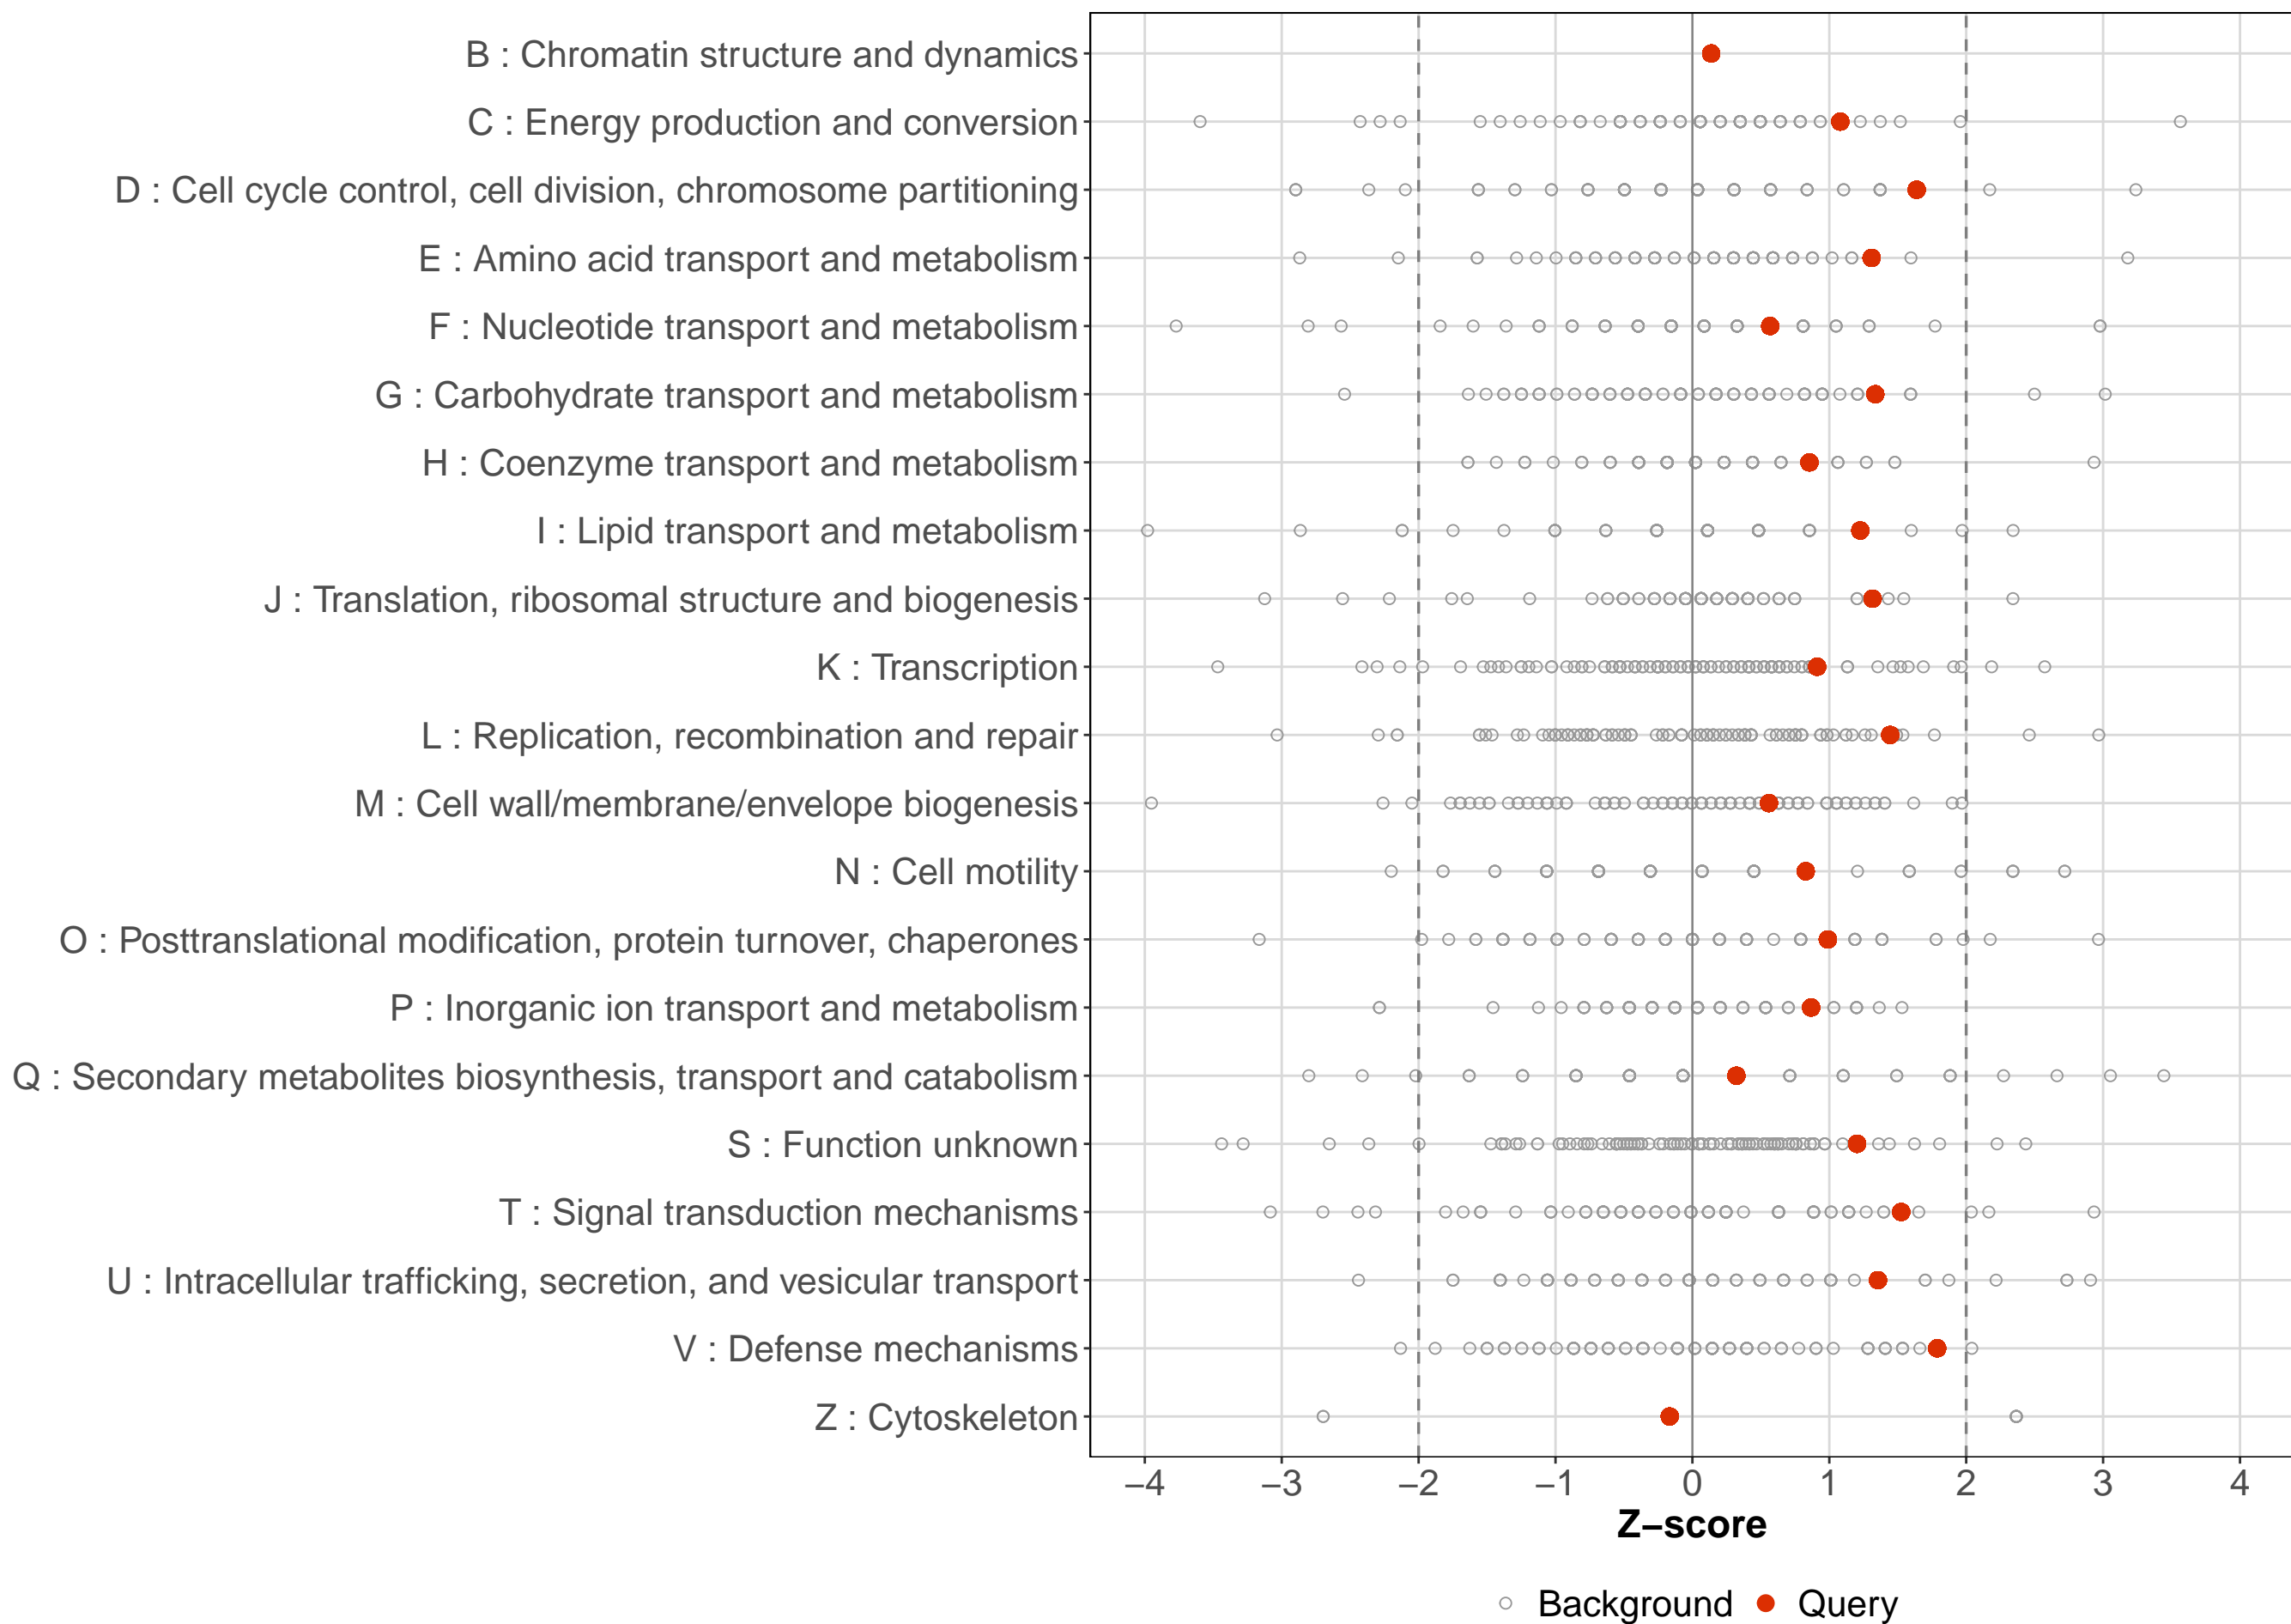 B : Chromatin structure and dynamics
C : Energy production and conversion
D : Cell cycle control, cell division, chromosome partitioning
E : Amino acid transport and metabolism
F : Nucleotide transport and metabolism
G : Carbohydrate transport and metabolism
H : Coenzyme transport and metabolism
I : Lipid transport and metabolism
J : Translation, ribosomal structure and biogenesis
K : Transcription
L : Replication, recombination and repair
M : Cell wall/membrane/envelope biogenesis
N : Cell motility
O : Posttranslational modification, protein turnover, chaperones
P : Inorganic ion transport and metabolism
Q : Secondary metabolites biosynthesis, transport and catabolism
S : Function unknown
T : Signal transduction mechanisms
U : Intracellular trafficking, secretion, and vesicular transport
V : Defense mechanisms
Z : Cytoskeleton
−4 −3 −2 −1 0 1 2 3 4
Z−score
Background Query